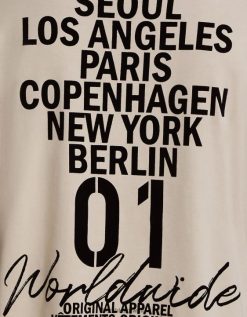 SEOUL
LOS ANGELES
PARIS
COPENHAGEN
NEW YORK
BERLIN
01
Worldwide
ORIGINAL APPAREL